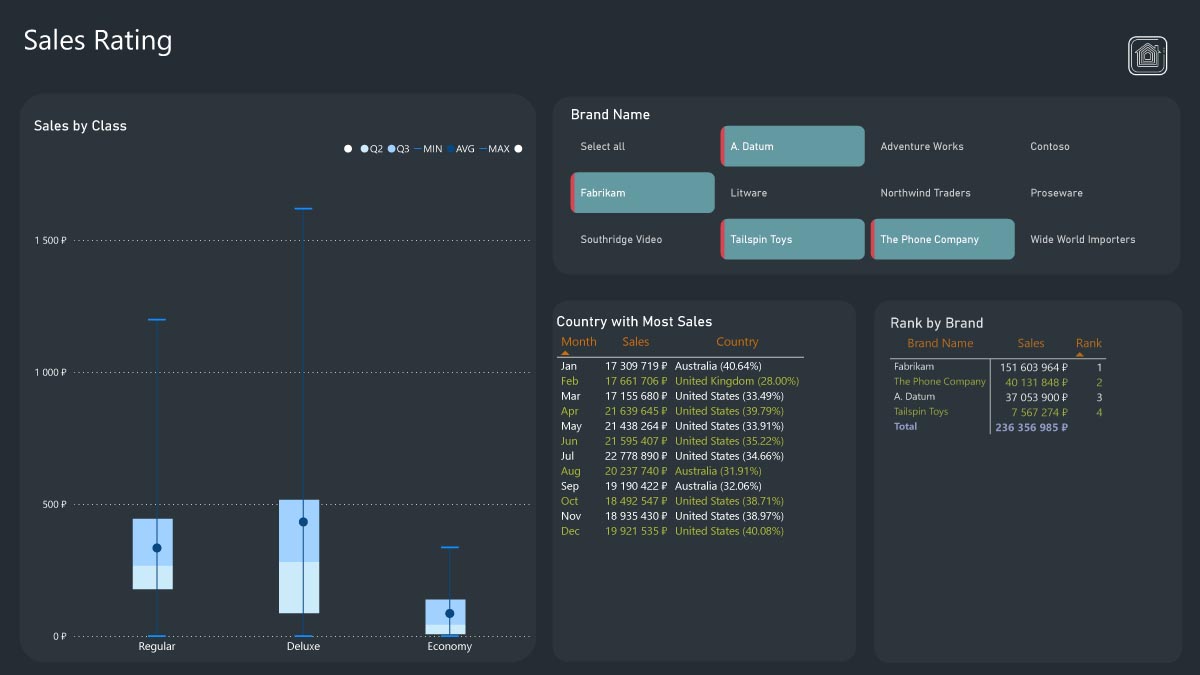 Sales Rating
Sales by Class
Q2 Q3 MIN AVG MAX
1 500 ₽
1 000 ₽
500 ₽
0 ₽
Regular Deluxe Economy
Brand Name
Select all A. Datum Adventure Works Contoso
Fabrikam Litware Northwind Traders Proseware
Southridge Video Tailspin Toys The Phone Company Wide World Importers
Country with Most Sales
Month Sales Country
Jan 17 309 719 ₽ Australia (40.64%)
Feb 17 661 706 ₽ United Kingdom (28.00%)
Mar 17 155 680 ₽ United States (33.49%)
Apr 21 639 645 ₽ United States (39.79%)
May 21 438 264 ₽ United States (33.91%)
Jun 21 595 407 ₽ United States (35.22%)
Jul 22 778 890 ₽ United States (34.66%)
Aug 20 237 740 ₽ Australia (31.91%)
Sep 19 190 422 ₽ Australia (32.06%)
Oct 18 492 547 ₽ United States (38.71%)
Nov 18 935 430 ₽ United States (38.97%)
Dec 19 921 535 ₽ United States (40.08%)
Rank by Brand
Brand Name Sales Rank
Fabrikam 151 603 964 ₽ 1
The Phone Company 40 131 848 ₽ 2
A. Datum 37 053 900 ₽ 3
Tailspin Toys 7 567 274 ₽ 4
Total 236 356 985 ₽